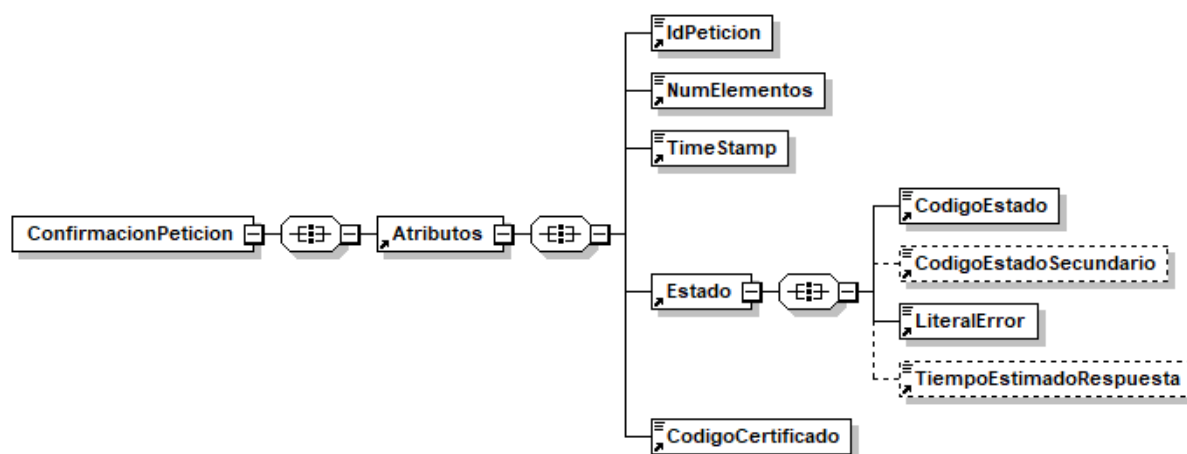 IdPeticion
NumElementos
TimeStamp
ConfirmacionPeticion
Atributos
Estado
CodigoEstado
CodigoEstadoSecundario
LiteralError
TiempoEstimadoRespuesta
CodigoCertificado